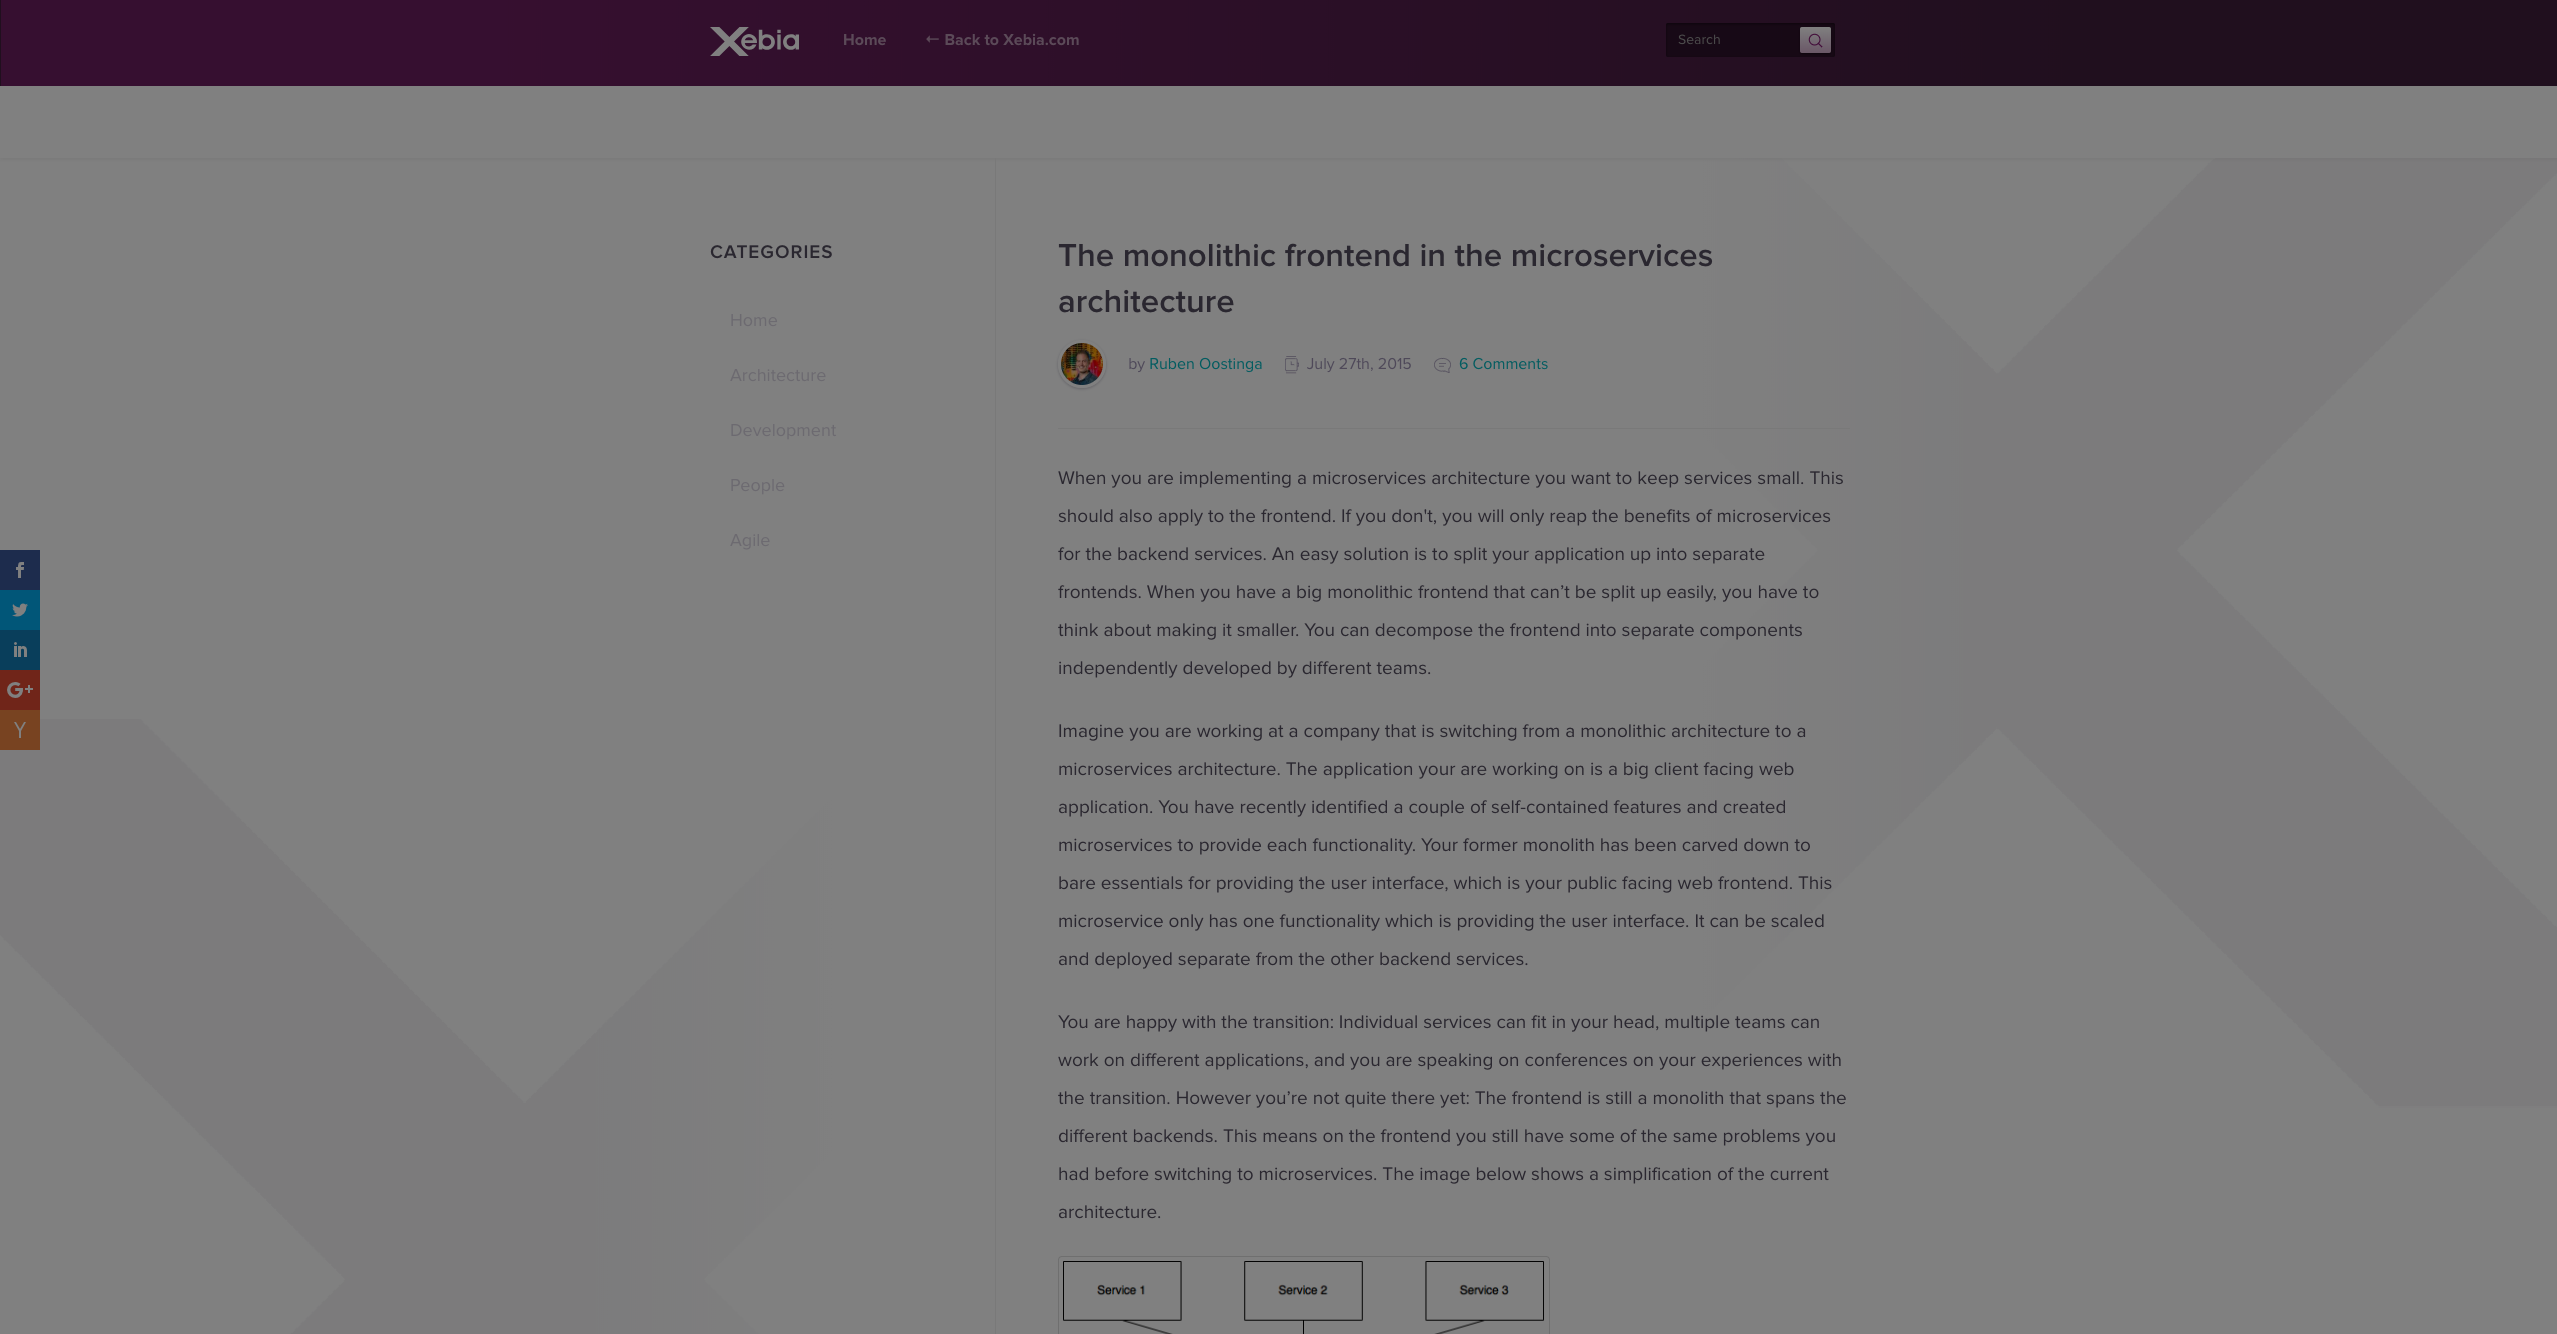 Xebia
Home
← Back to Xebia.com
Search
CATEGORIES
Home
Architecture
Development
People
Agile
The monolithic frontend in the microservices
architecture
by Ruben Oostinga
July 27th, 2015
6 Comments
When you are implementing a microservices architecture you want to keep services small. This
should also apply to the frontend. If you don't, you will only reap the benefits of microservices
for the backend services. An easy solution is to split your application up into separate
frontends. When you have a big monolithic frontend that can’t be split up easily, you have to
think about making it smaller. You can decompose the frontend into separate components
independently developed by different teams.
Imagine you are working at a company that is switching from a monolithic architecture to a
microservices architecture. The application your are working on is a big client facing web
application. You have recently identified a couple of self-contained features and created
microservices to provide each functionality. Your former monolith has been carved down to
bare essentials for providing the user interface, which is your public facing web frontend. This
microservice only has one functionality which is providing the user interface. It can be scaled
and deployed separate from the other backend services.
You are happy with the transition: Individual services can fit in your head, multiple teams can
work on different applications, and you are speaking on conferences on your experiences with
the transition. However you’re not quite there yet: The frontend is still a monolith that spans the
different backends. This means on the frontend you still have some of the same problems you
had before switching to microservices. The image below shows a simplification of the current
architecture.
Service 1
Service 2
Service 3
f
in
G+
Y